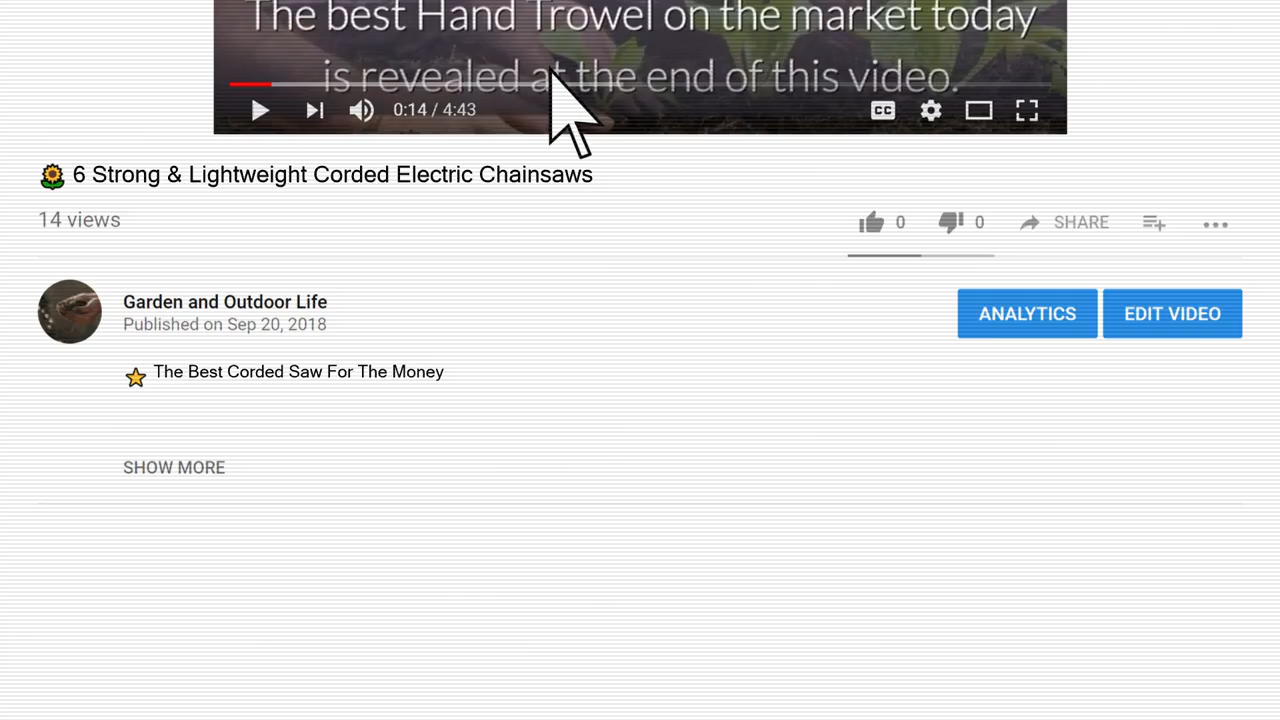 The best Hand Trowel on the market today
is revealed at the end of this video.
0:14 / 4:43
CC
🌻 6 Strong & Lightweight Corded Electric Chainsaws
14 views
0 0 SHARE
Garden and Outdoor Life
Published on Sep 20, 2018
ANALYTICS EDIT VIDEO
⭐ The Best Corded Saw For The Money
SHOW MORE